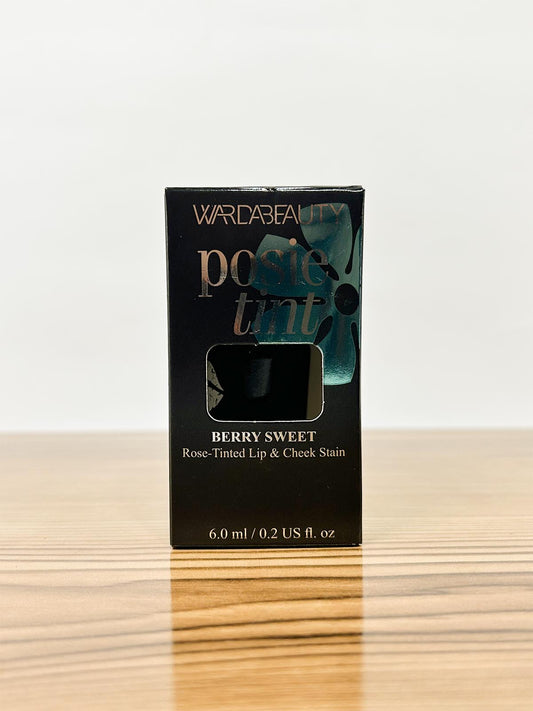 WARDABEAUTY
posie
tint
BERRY SWEET
Rose-Tinted Lip & Cheek Stain
6.0 ml / 0.2 US fl. oz